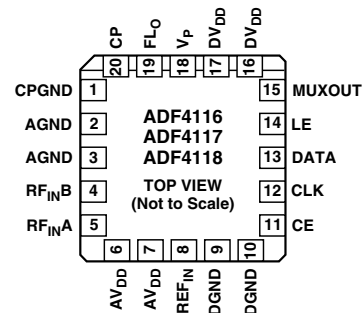 CP
FLO
VP
DVDD
DVDD
20
19
18
17
16
CPGND 1
AGND 2
AGND 3
RFINB 4
RFINA 5
ADF4116
ADF4117
ADF4118
TOP VIEW
(Not to Scale)
15 MUXOUT
14 LE
13 DATA
12 CLK
11 CE
6
7
8
9
10
AVDD
AVDD
REFIN
DGND
DGND